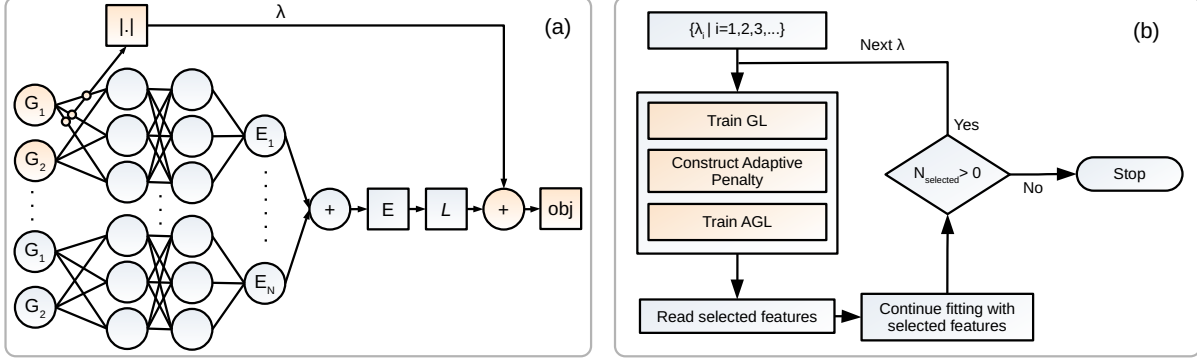 |.|
λ
(a)
G1
G2
G1
G2
E1
EN
+
E
L
+
obj
(b)
{λi | i=1,2,3,...}
Next λ
Train GL
Construct Adaptive
Penalty
Train AGL
Yes
Nselected> 0
No
Stop
Read selected features
Continue fitting with
selected features